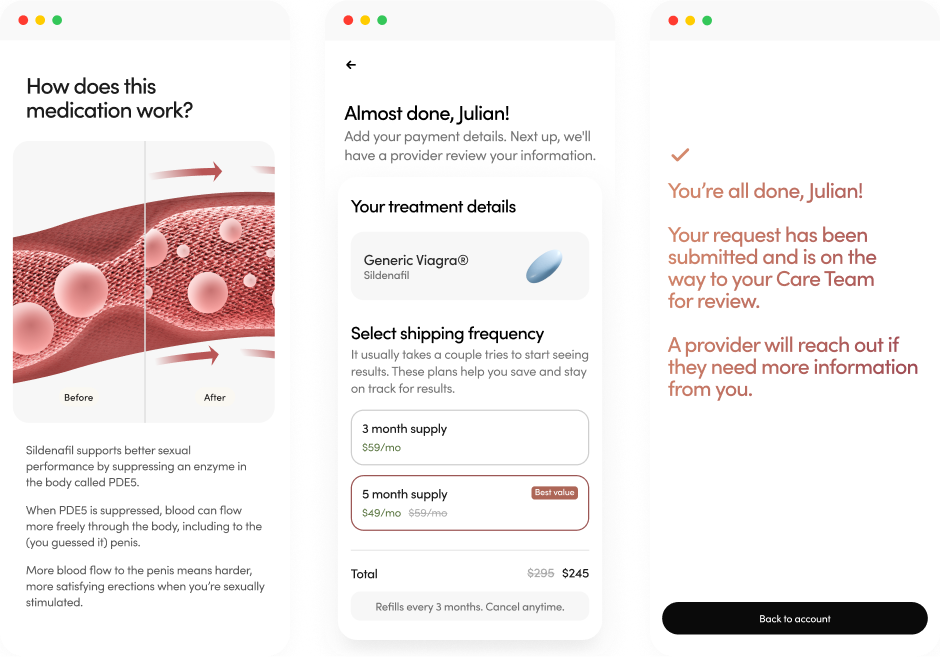 How does this
medication work?
Before
After
Sildenafil supports better sexual
performance by suppressing an enzyme in
the body called PDE5.
When PDE5 is suppressed, blood can flow
more freely through the body, including to the
(you guessed it) penis.
More blood flow to the penis means harder,
more satisfying erections when you’re sexually
stimulated.
Almost done, Julian!
Add your payment details. Next up, we'll
have a provider review your information.
Your treatment details
Generic Viagra®
Sildenafil
Select shipping frequency
It usually takes a couple tries to start seeing
results. These plans help you save and stay
on track for results.
3 month supply
$59/mo
5 month supply
Best value
$49/mo $59/mo
Total $295 $245
Refills every 3 months. Cancel anytime.
You’re all done, Julian!
Your request has been
submitted and is on the
way to your Care Team
for review.
A provider will reach out if
they need more information
from you.
Back to account